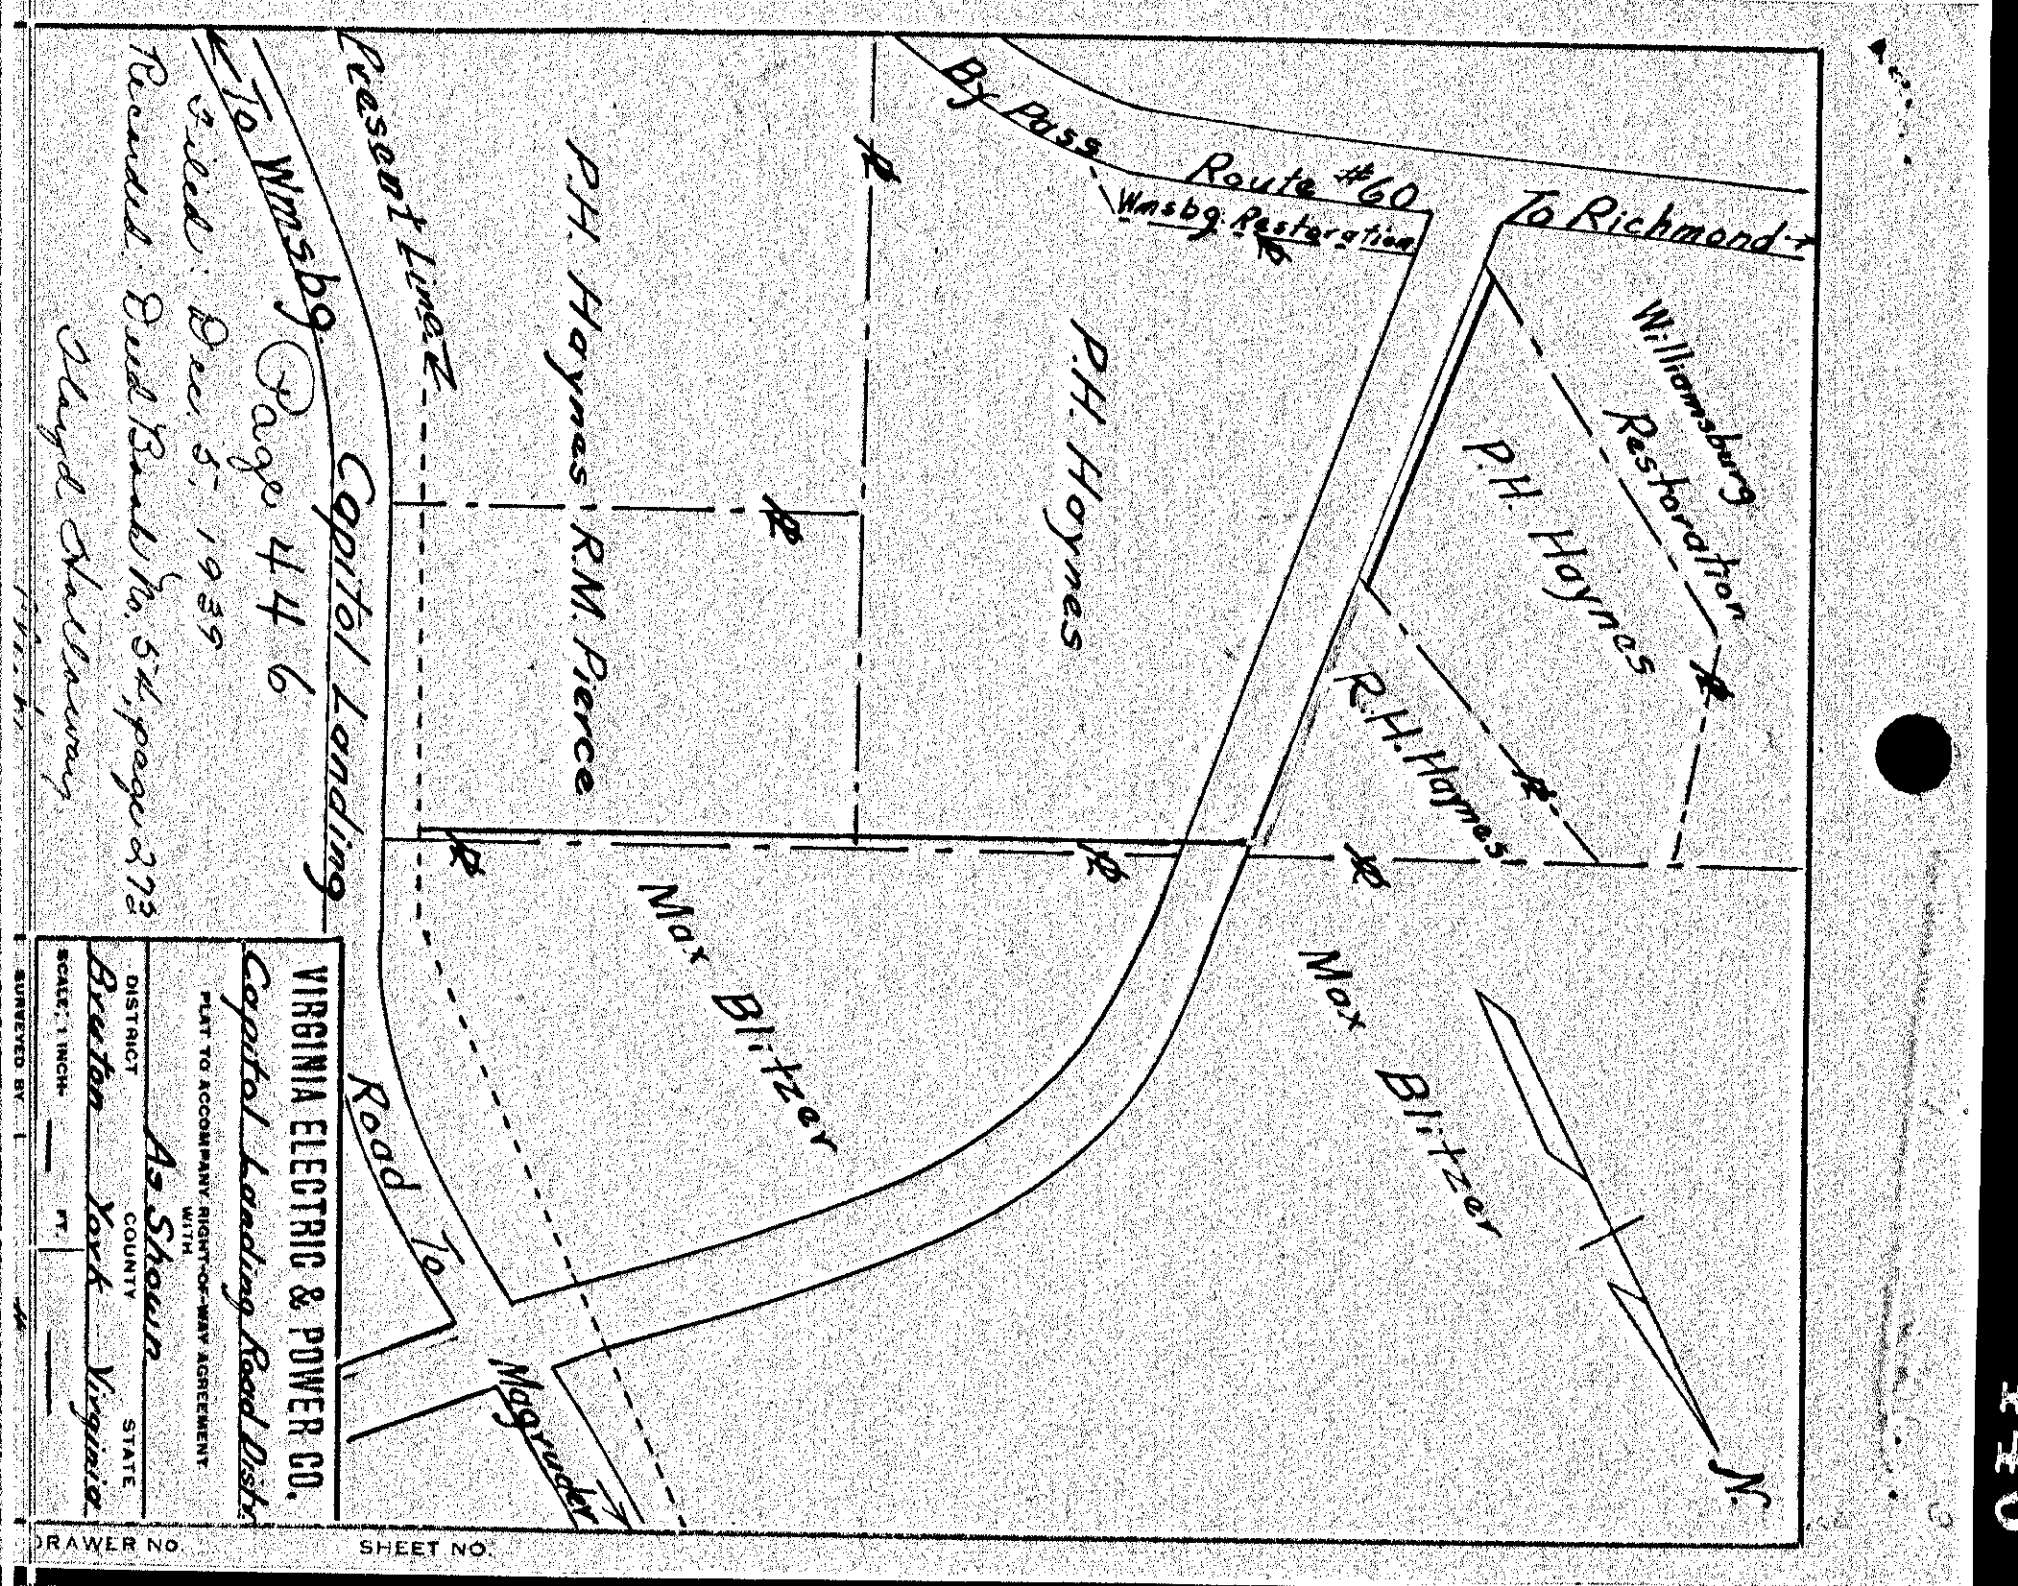 By Pass Route #60
To Richmond
Wmsbg. Restoration
Williamsburg
Restoration
P.H. Haynes
R.H. Haynes
P.H. Haynes
P.H. Haynes
R.M. Pierce
Present Line
Max Blitzer
Max Blitzer
N.
To Wmsbg.
Capitol Landing
Road To
Magruder
Page 446
Filed: Dec. 5, 1939
Recorded: Deed Book No. 54, page 273
Floyd Hallaway
VIRGINIA ELECTRIC & POWER CO.
Capitol Landing Road Distr.
PLAT TO ACCOMPANY RIGHT-OF-WAY AGREEMENT
WITH
As Shown
DISTRICT COUNTY STATE
Bruton York Virginia
SCALE, 1 INCH= FT.
SURVEYED BY
DRAWER NO.
SHEET NO.